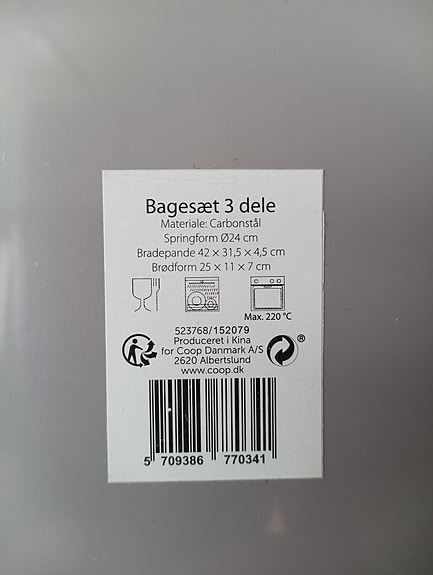 Bagesæt 3 dele
Materiale: Carbonstål
Springform Ø24 cm
Bradepande 42 × 31,5 × 4,5 cm
Brødform 25 × 11 × 7 cm
Max. 220 °C
523768/152079
Produceret i Kina
for Coop Danmark A/S
2620 Albertslund
www.coop.dk
®
5 709386 770341